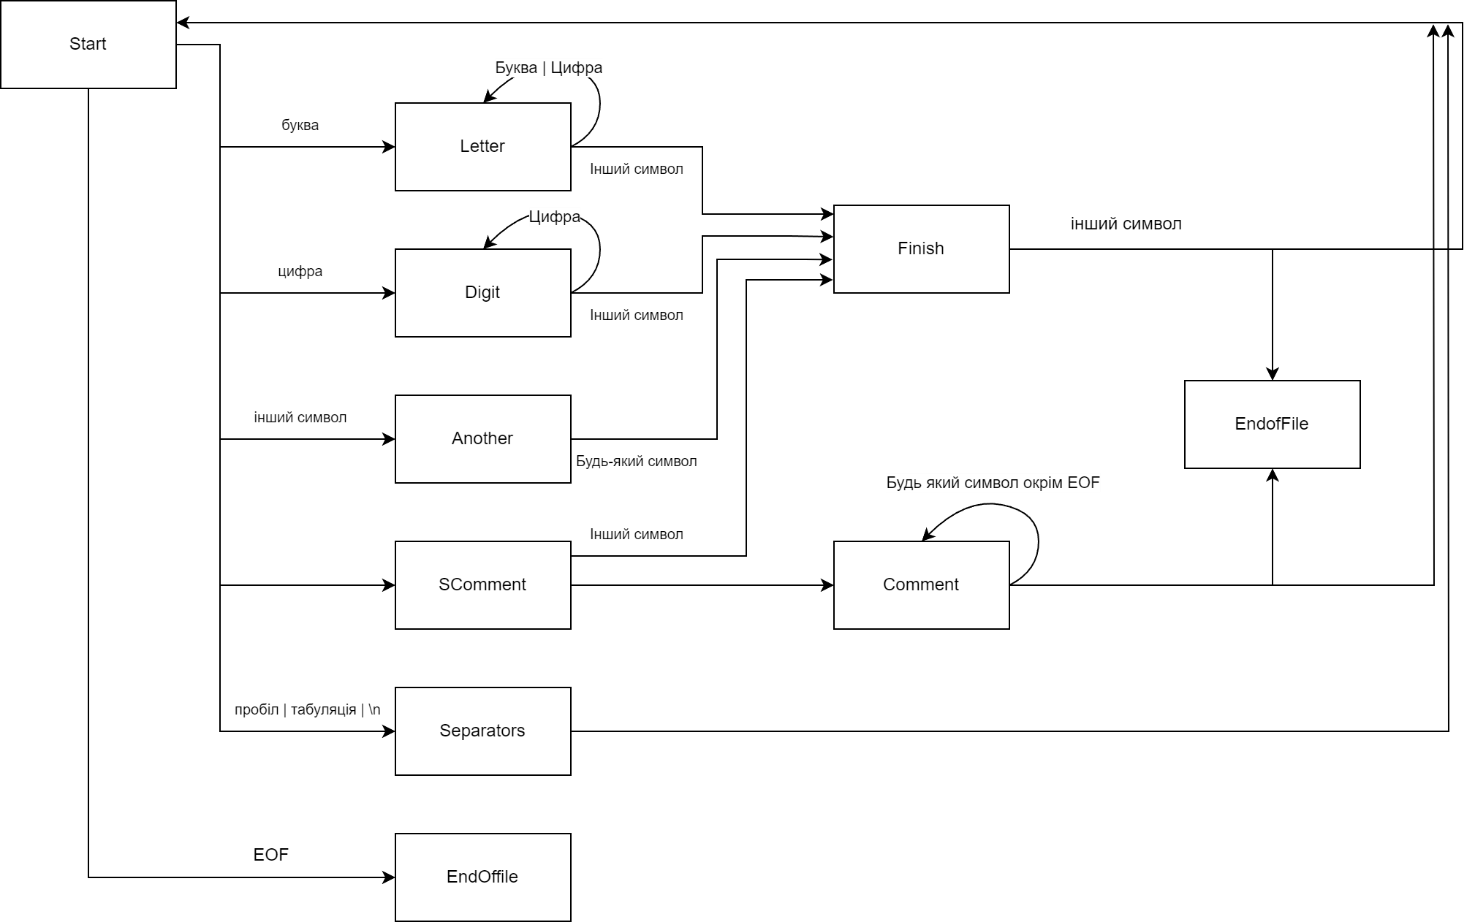 Start
Буква | Цифра
буква
Letter
Інший символ
Цифра
інший символ
Finish
цифра
Digit
Інший символ
інший символ
Another
EndofFile
Будь-який символ
Будь який символ окрім EOF
Інший символ
SComment
Comment
пробіл | табуляція | \n
Separators
EOF
EndOffile